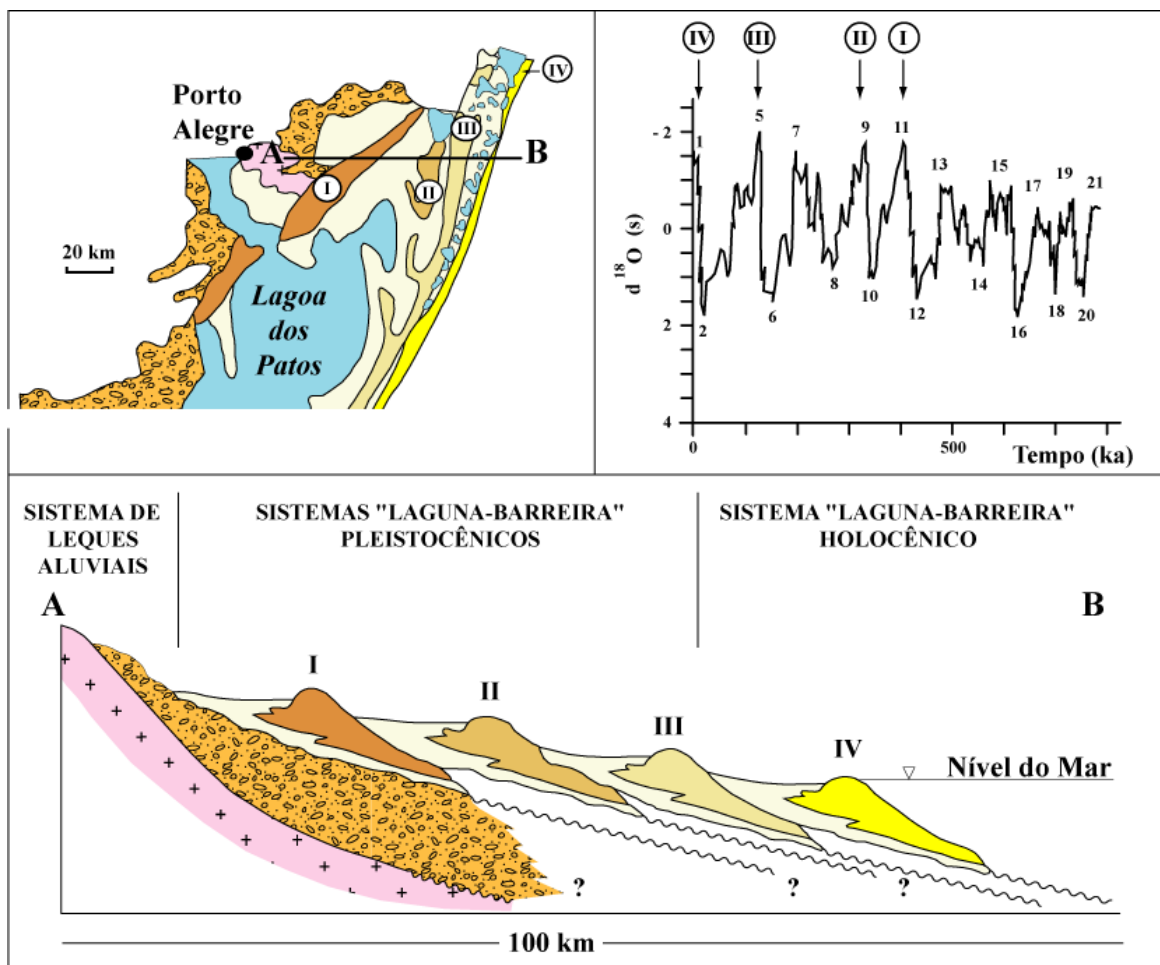 Porto
Alegre
A
B
I
II
III
IV
20 km
Lagoa
dos
Patos
IV
III
II
I
1
5
7
9
11
13
15
17
19
21
2
6
8
10
12
14
16
18
20
- 2
0
2
4
d 18 O (s)
0
500
Tempo (ka)
SISTEMA DE
LEQUES
ALUVIAIS
SISTEMAS "LAGUNA-BARREIRA"
PLEISTOCÊNICOS
SISTEMA "LAGUNA-BARREIRA"
HOLOCÊNICO
A
B
I
II
III
IV
Nível do Mar
?
?
?
100 km